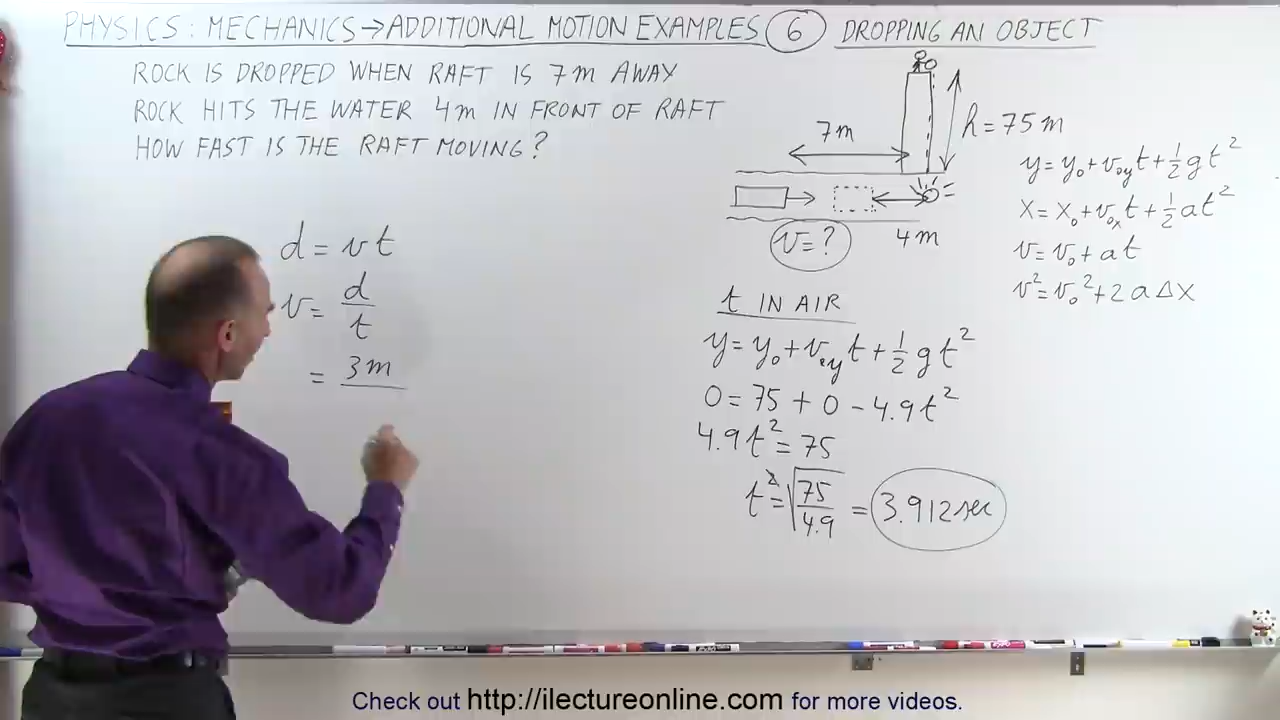 PHYSICS: MECHANICS→ADDITIONAL MOTION EXAMPLES 6 DROPPING AN OBJECT
ROCK IS DROPPED WHEN RAFT IS 7m AWAY
ROCK HITS THE WATER 4m IN FRONT OF RAFT
HOW FAST IS THE RAFT MOVING?
7m
h=75m
v=?
4m
y=y₀+v₀yt+½gt²
x=x₀+v₀ₓt+½at²
v=v₀+at
v²=v₀²+2aΔx
d=vt
v=d/t
=3m
t IN AIR
y=y₀+v₀yt+½gt²
0=75+0-4.9t²
4.9t²=75
t²=√75/4.9=3.912sec
Check out http://ilectureonline.com for more videos.